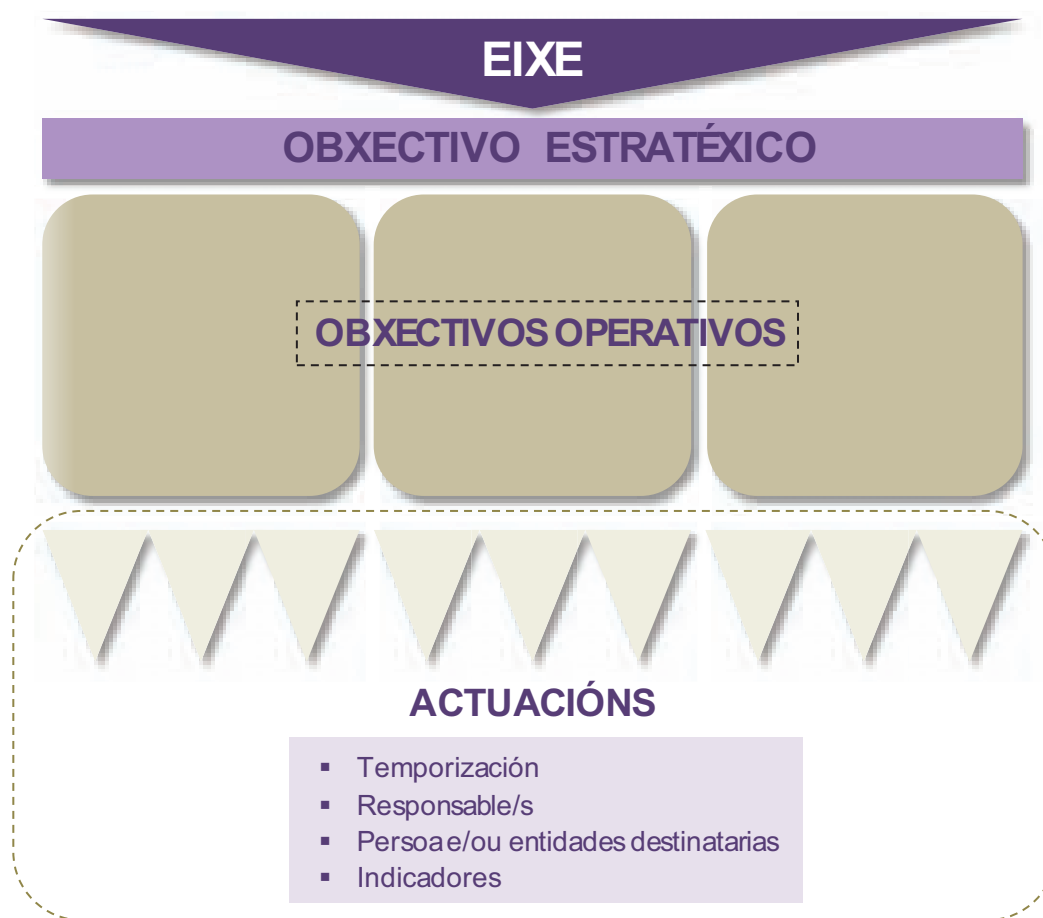 EIXE
OBXECTIVO ESTRATÉXICO
OBXECTIVOS OPERATIVOS
ACTUACIÓNS
▪ Temporización
▪ Responsable/s
▪ Persoa e/ou entidades destinatarias
▪ Indicadores